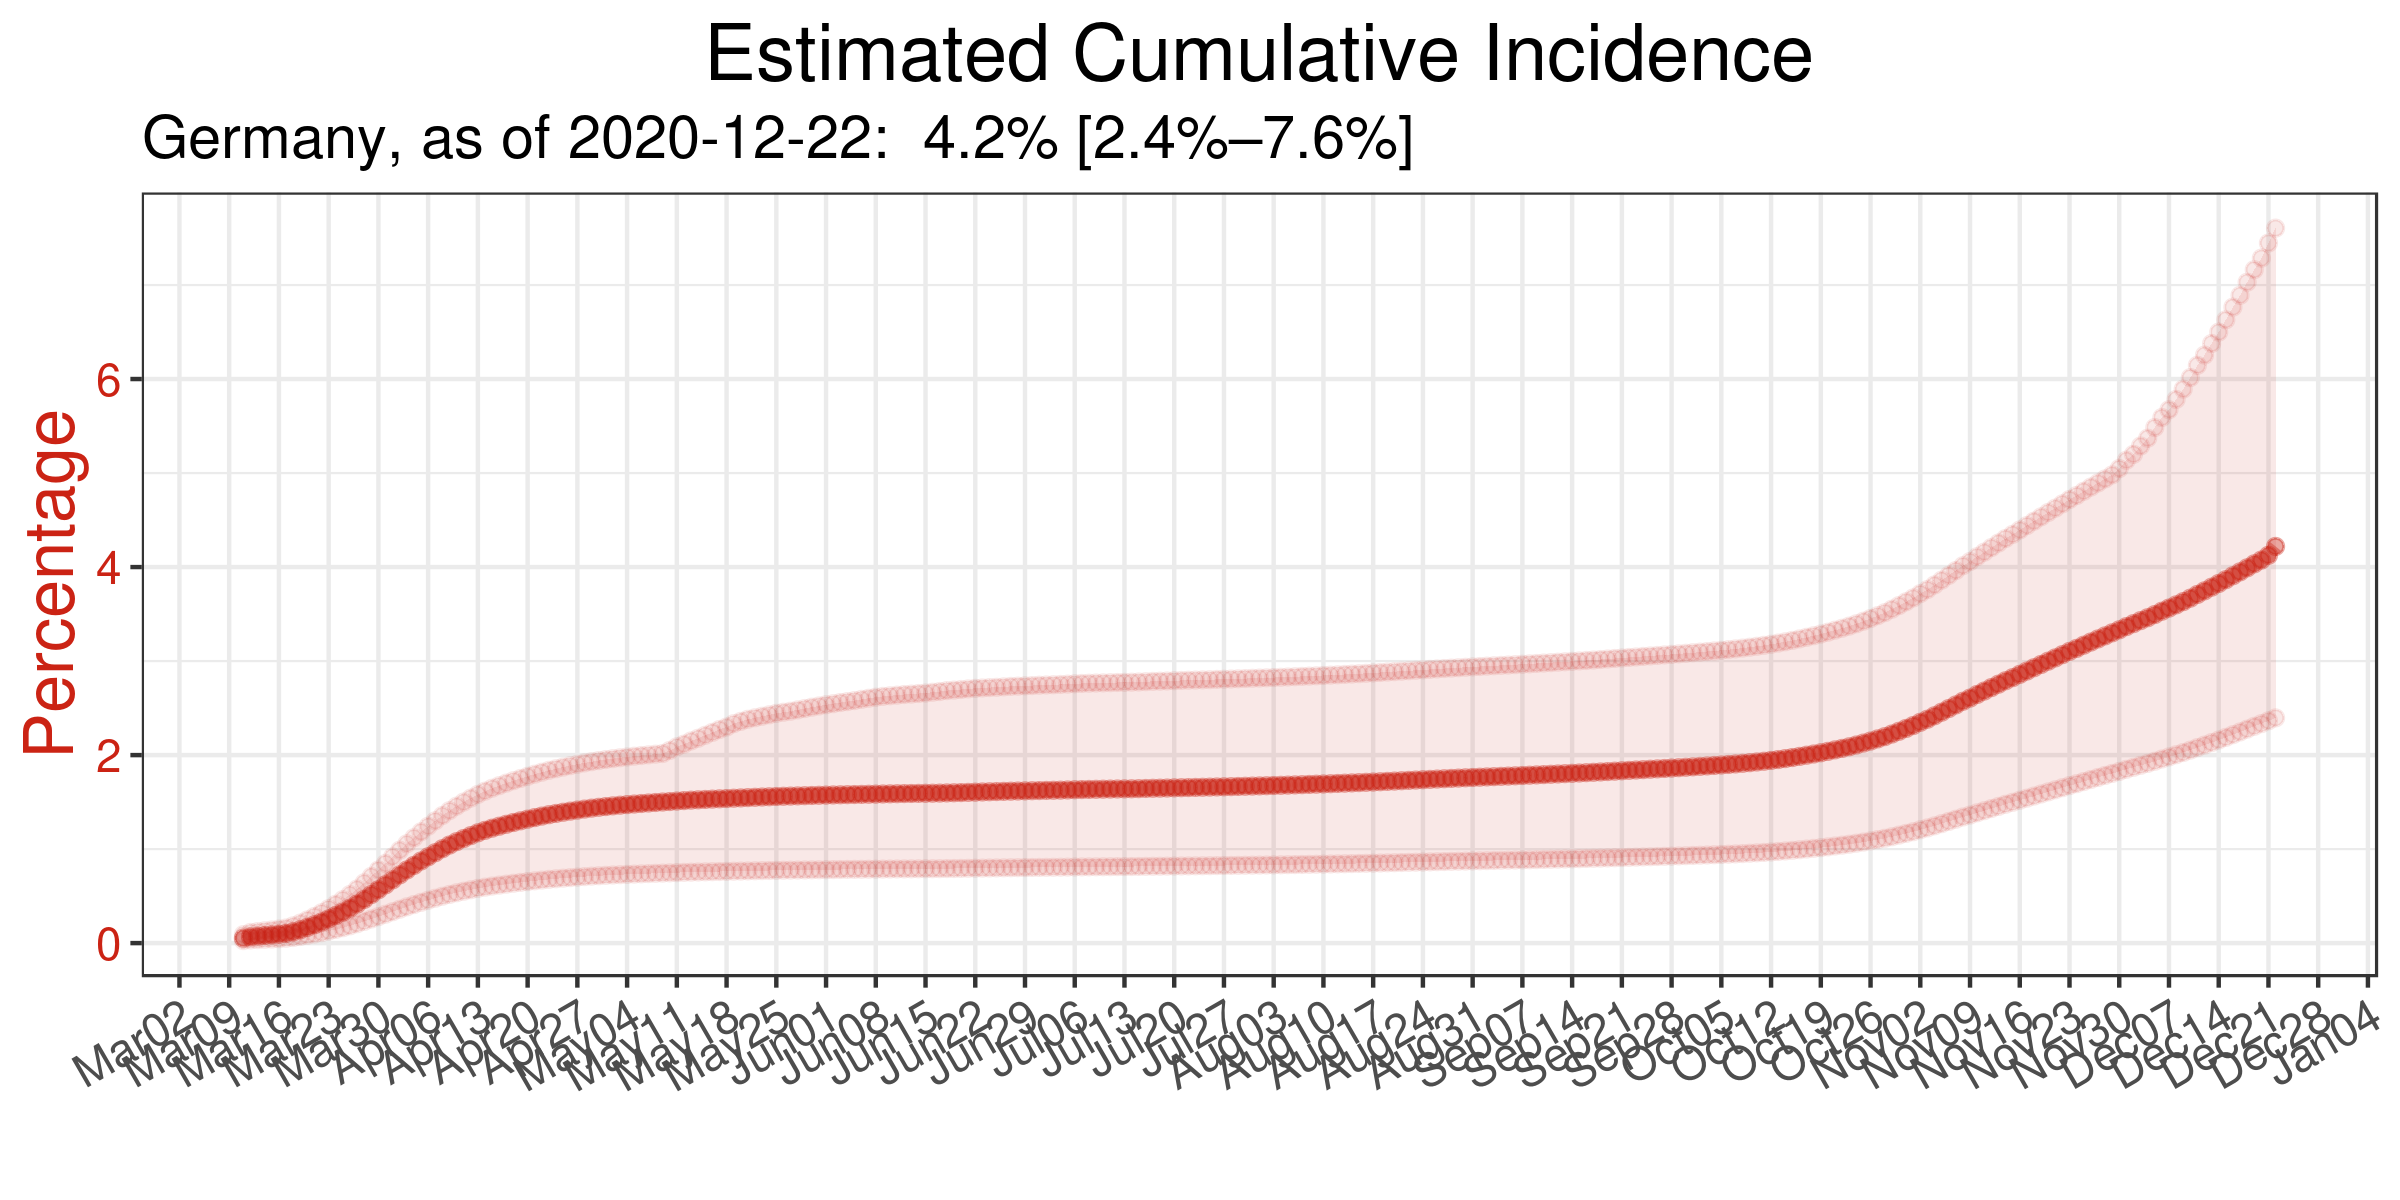 Estimated Cumulative Incidence
Germany, as of 2020-12-22:  4.2% [2.4%–7.6%]
Percentage
6
4
2
0
Mar02
Mar09
Mar16
Mar23
Mar30
Apr06
Apr13
Apr20
Apr27
May04
May11
May18
May25
Jun01
Jun08
Jun15
Jun22
Jun29
Jul06
Jul13
Jul20
Jul27
Aug03
Aug10
Aug17
Aug24
Aug31
Sep07
Sep14
Sep21
Sep28
Oct05
Oct12
Oct19
Oct26
Nov02
Nov09
Nov16
Nov23
Nov30
Dec07
Dec14
Dec21
Dec28
Jan04